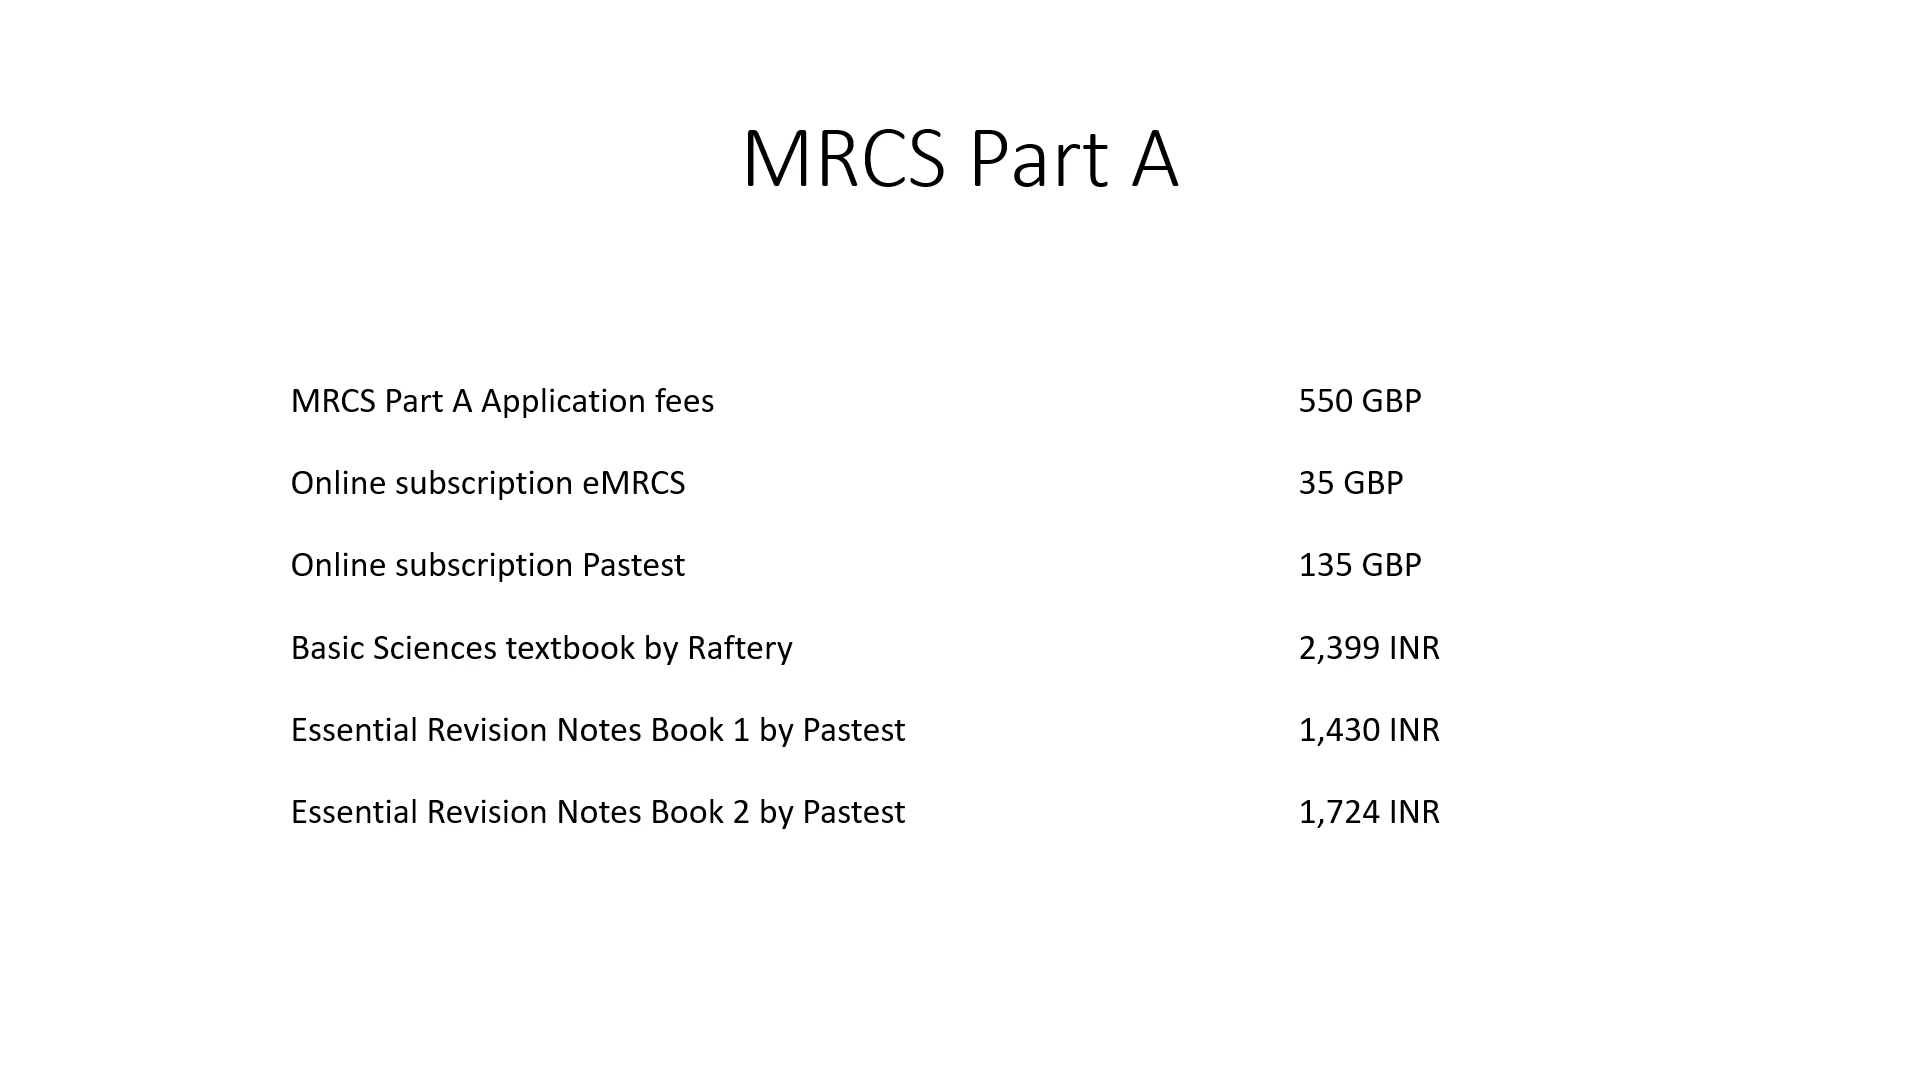 MRCS Part A
MRCS Part A Application fees 550 GBP
Online subscription eMRCS 35 GBP
Online subscription Pastest 135 GBP
Basic Sciences textbook by Raftery 2,399 INR
Essential Revision Notes Book 1 by Pastest 1,430 INR
Essential Revision Notes Book 2 by Pastest 1,724 INR